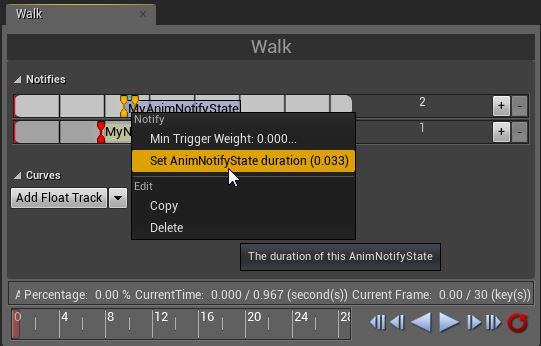 Walk
Walk
Notifies
MyAnimNotifyState
2
+ -
MyN
1
+ -
Notify
Min Trigger Weight: 0.000...
Set AnimNotifyState duration (0.033)
Edit
Copy
Delete
Curves
Add Float Track
The duration of this AnimNotifyState
Percentage: 0.00 % CurrentTime: 0.000 / 0.967 (second(s)) Current Frame: 0.00 / 30 (key(s))
0 4 8 12 16 20 24 28